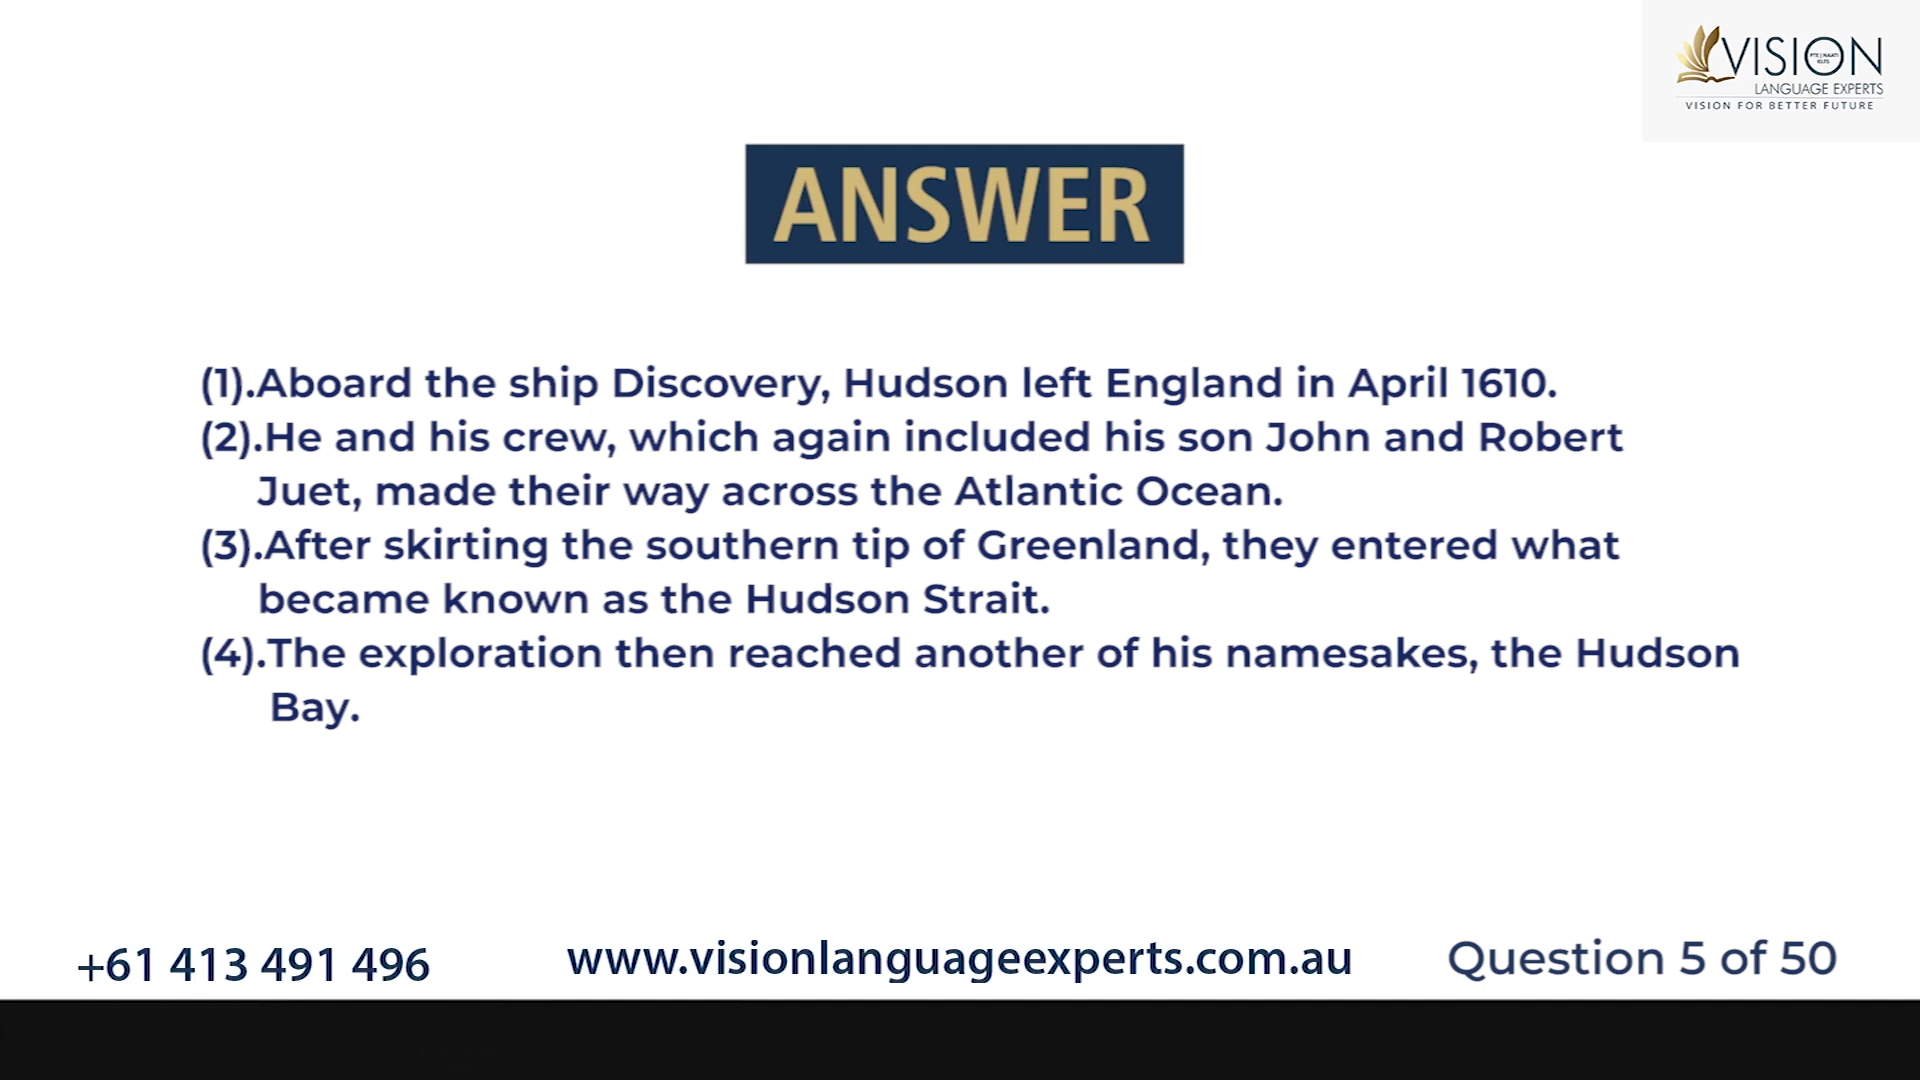 VISION
LANGUAGE EXPERTS
VISION FOR BETTER FUTURE
ANSWER
(1).Aboard the ship Discovery, Hudson left England in April 1610.
(2).He and his crew, which again included his son John and Robert
Juet, made their way across the Atlantic Ocean.
(3).After skirting the southern tip of Greenland, they entered what
became known as the Hudson Strait.
(4).The exploration then reached another of his namesakes, the Hudson
Bay.
+61 413 491 496
www.visionlanguageexperts.com.au
Question 5 of 50